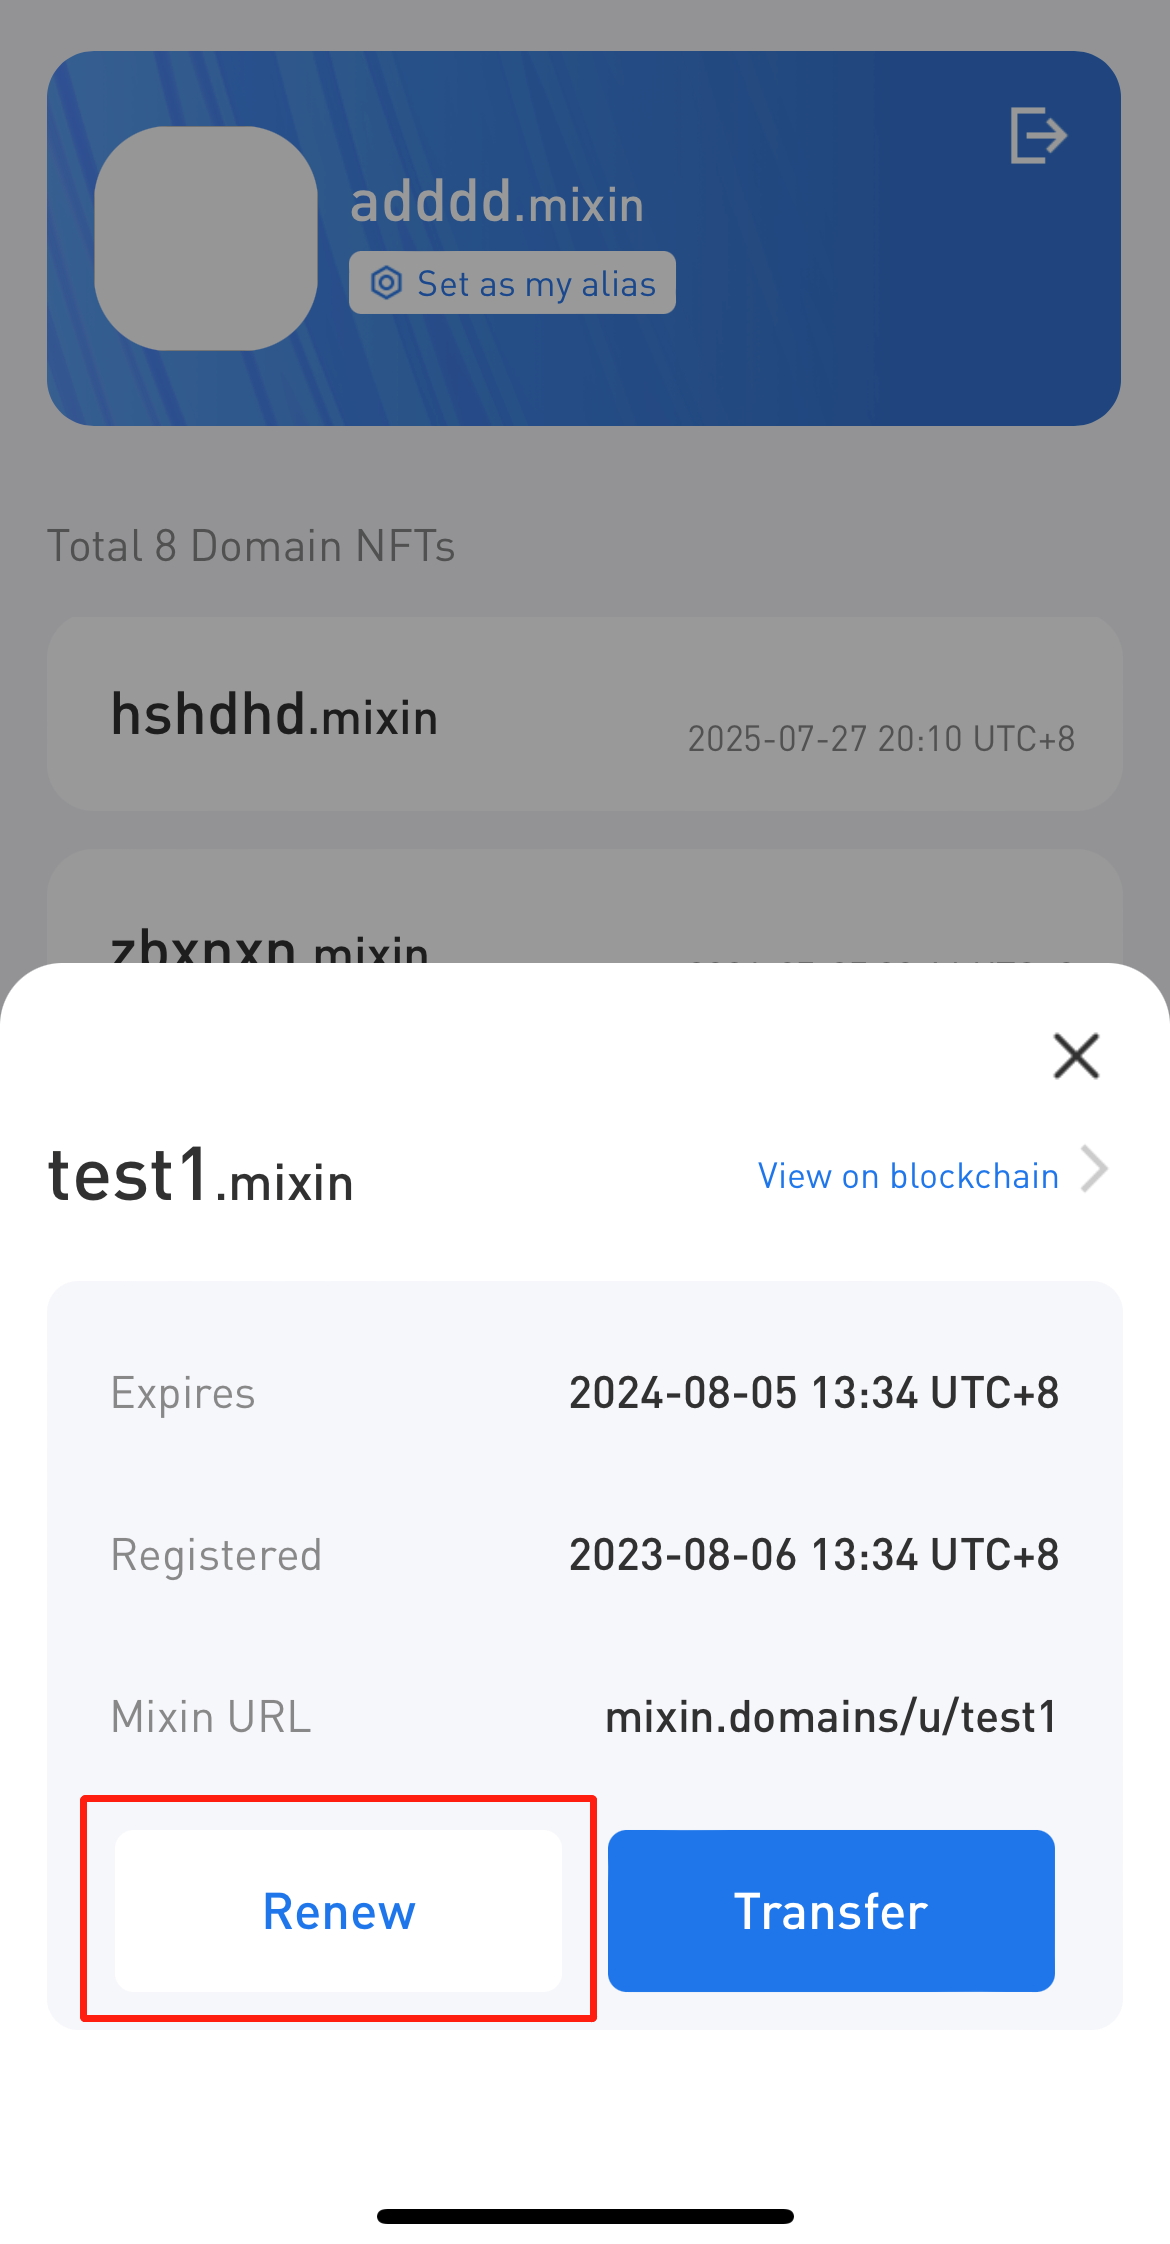 adddd.mixin
Set as my alias
Total 8 Domain NFTs
hshdhd.mixin
2025-07-27 20:10 UTC+8
zbxnxn.mixin
test1.mixin
View on blockchain
Expires
2024-08-05 13:34 UTC+8
Registered
2023-08-06 13:34 UTC+8
Mixin URL
mixin.domains/u/test1
Renew
Transfer